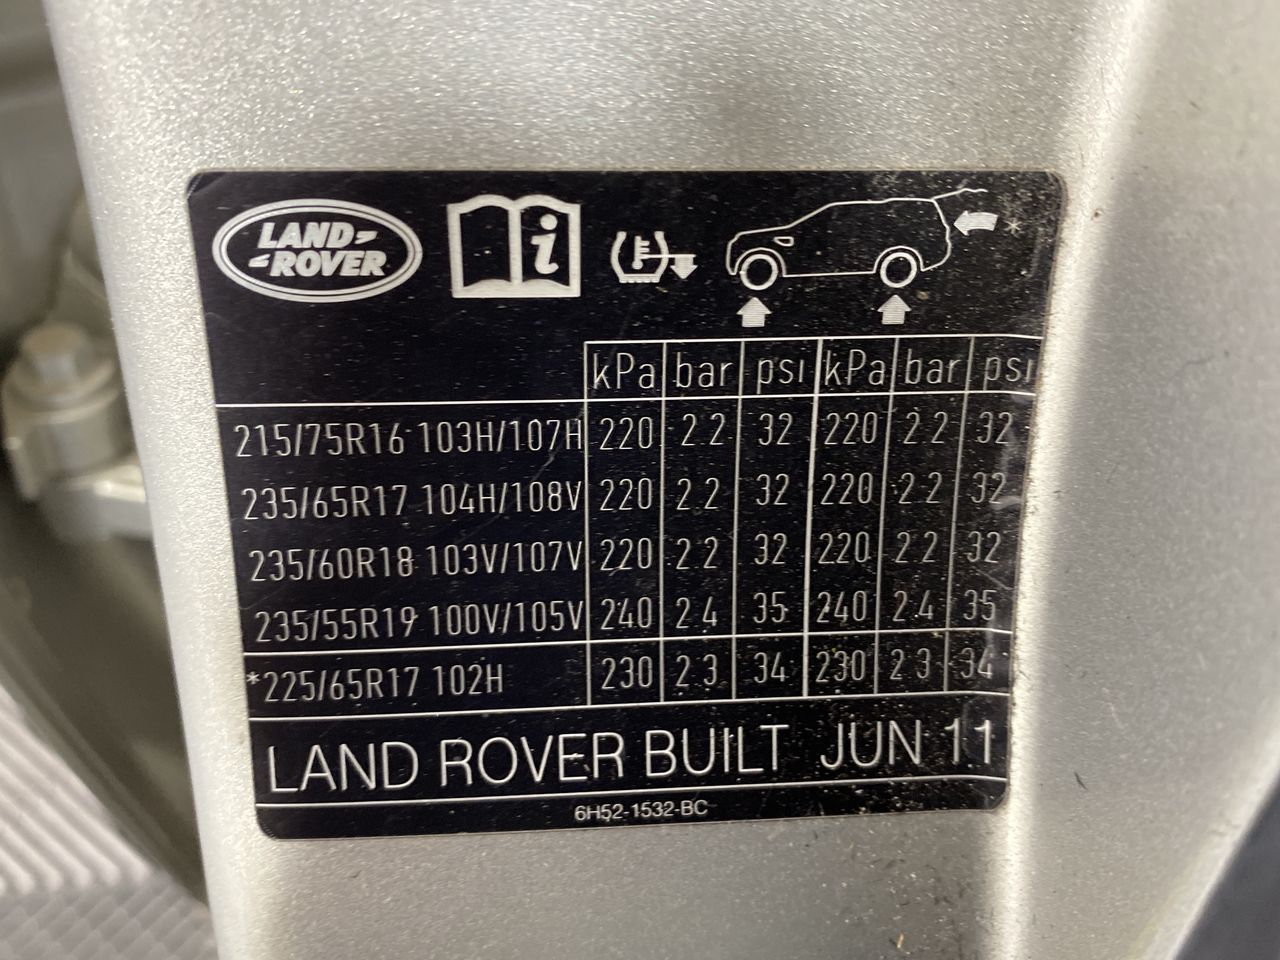 LAND
ROVER
i
*
kPa bar psi kPa bar psi
215/75R16 103H/107H 220 2.2 32 220 2.2 32
235/65R17 104H/108V 220 2.2 32 220 2.2 32
235/60R18 103V/107V 220 2.2 32 220 2.2 32
235/55R19 100V/105V 240 2.4 35 240 2.4 35
*225/65R17 102H 230 2.3 34 230 2.3 34
LAND ROVER BUILT JUN 11
6H52-1532-BC